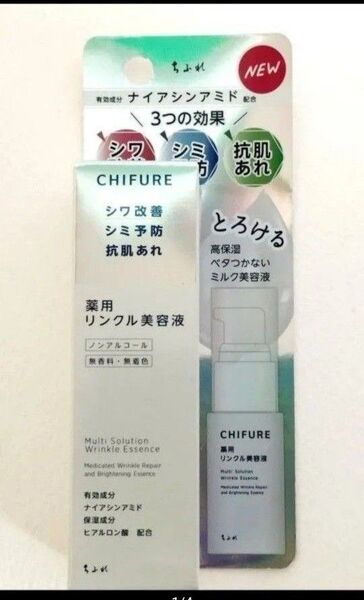 ちふれ
NEW
有効成分 ナイアシンアミド 配合
\ 3つの効果 /
シワ
シミ
抗肌
あれ
防
とろける
高保湿
ベタつかない
ミルク美容液
CHIFURE
シワ改善
シミ予防
抗肌あれ
薬用
リンクル美容液
ノンアルコール
無香料・無着色
Multi Solution
Wrinkle Essence
Medicated Wrinkle Repair
and Brightening Essence
有効成分
ナイアシンアミド
保湿成分
ヒアルロン酸 配合
ちふれ
CHIFURE
薬用
リンクル美容液
Multi Solution
Wrinkle Essence
Medicated Wrinkle Repair
and Brightening Essence
ちふれ
1/4